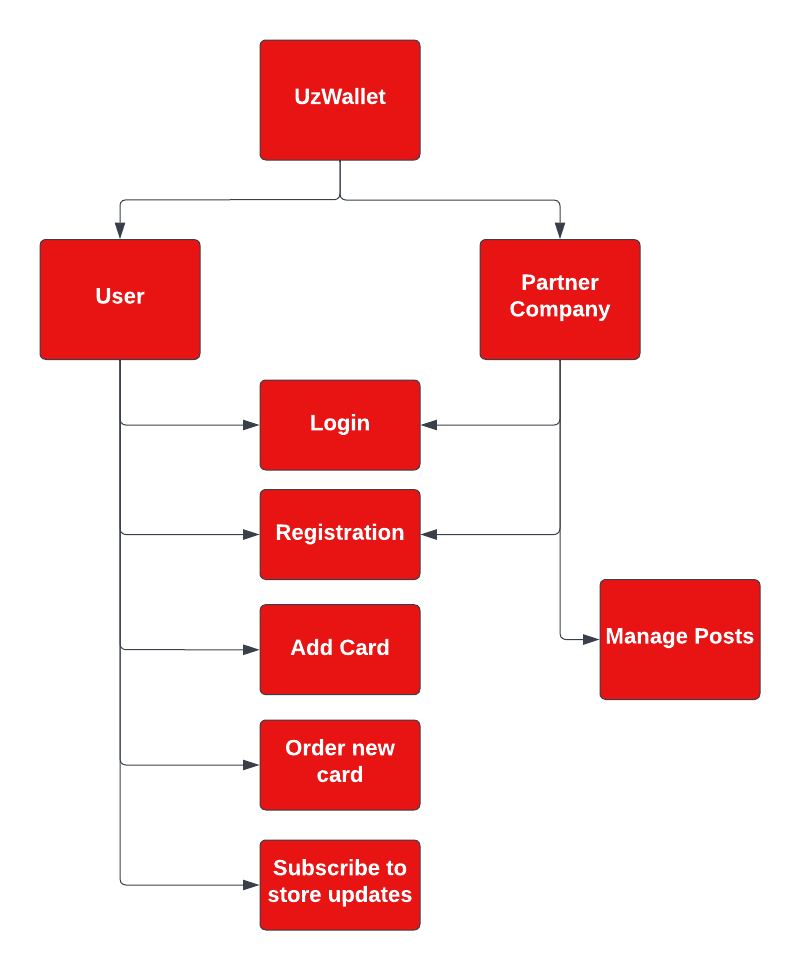 UzWallet
User
Partner
Company
Login
Registration
Add Card
Manage Posts
Order new
card
Subscribe to
store updates